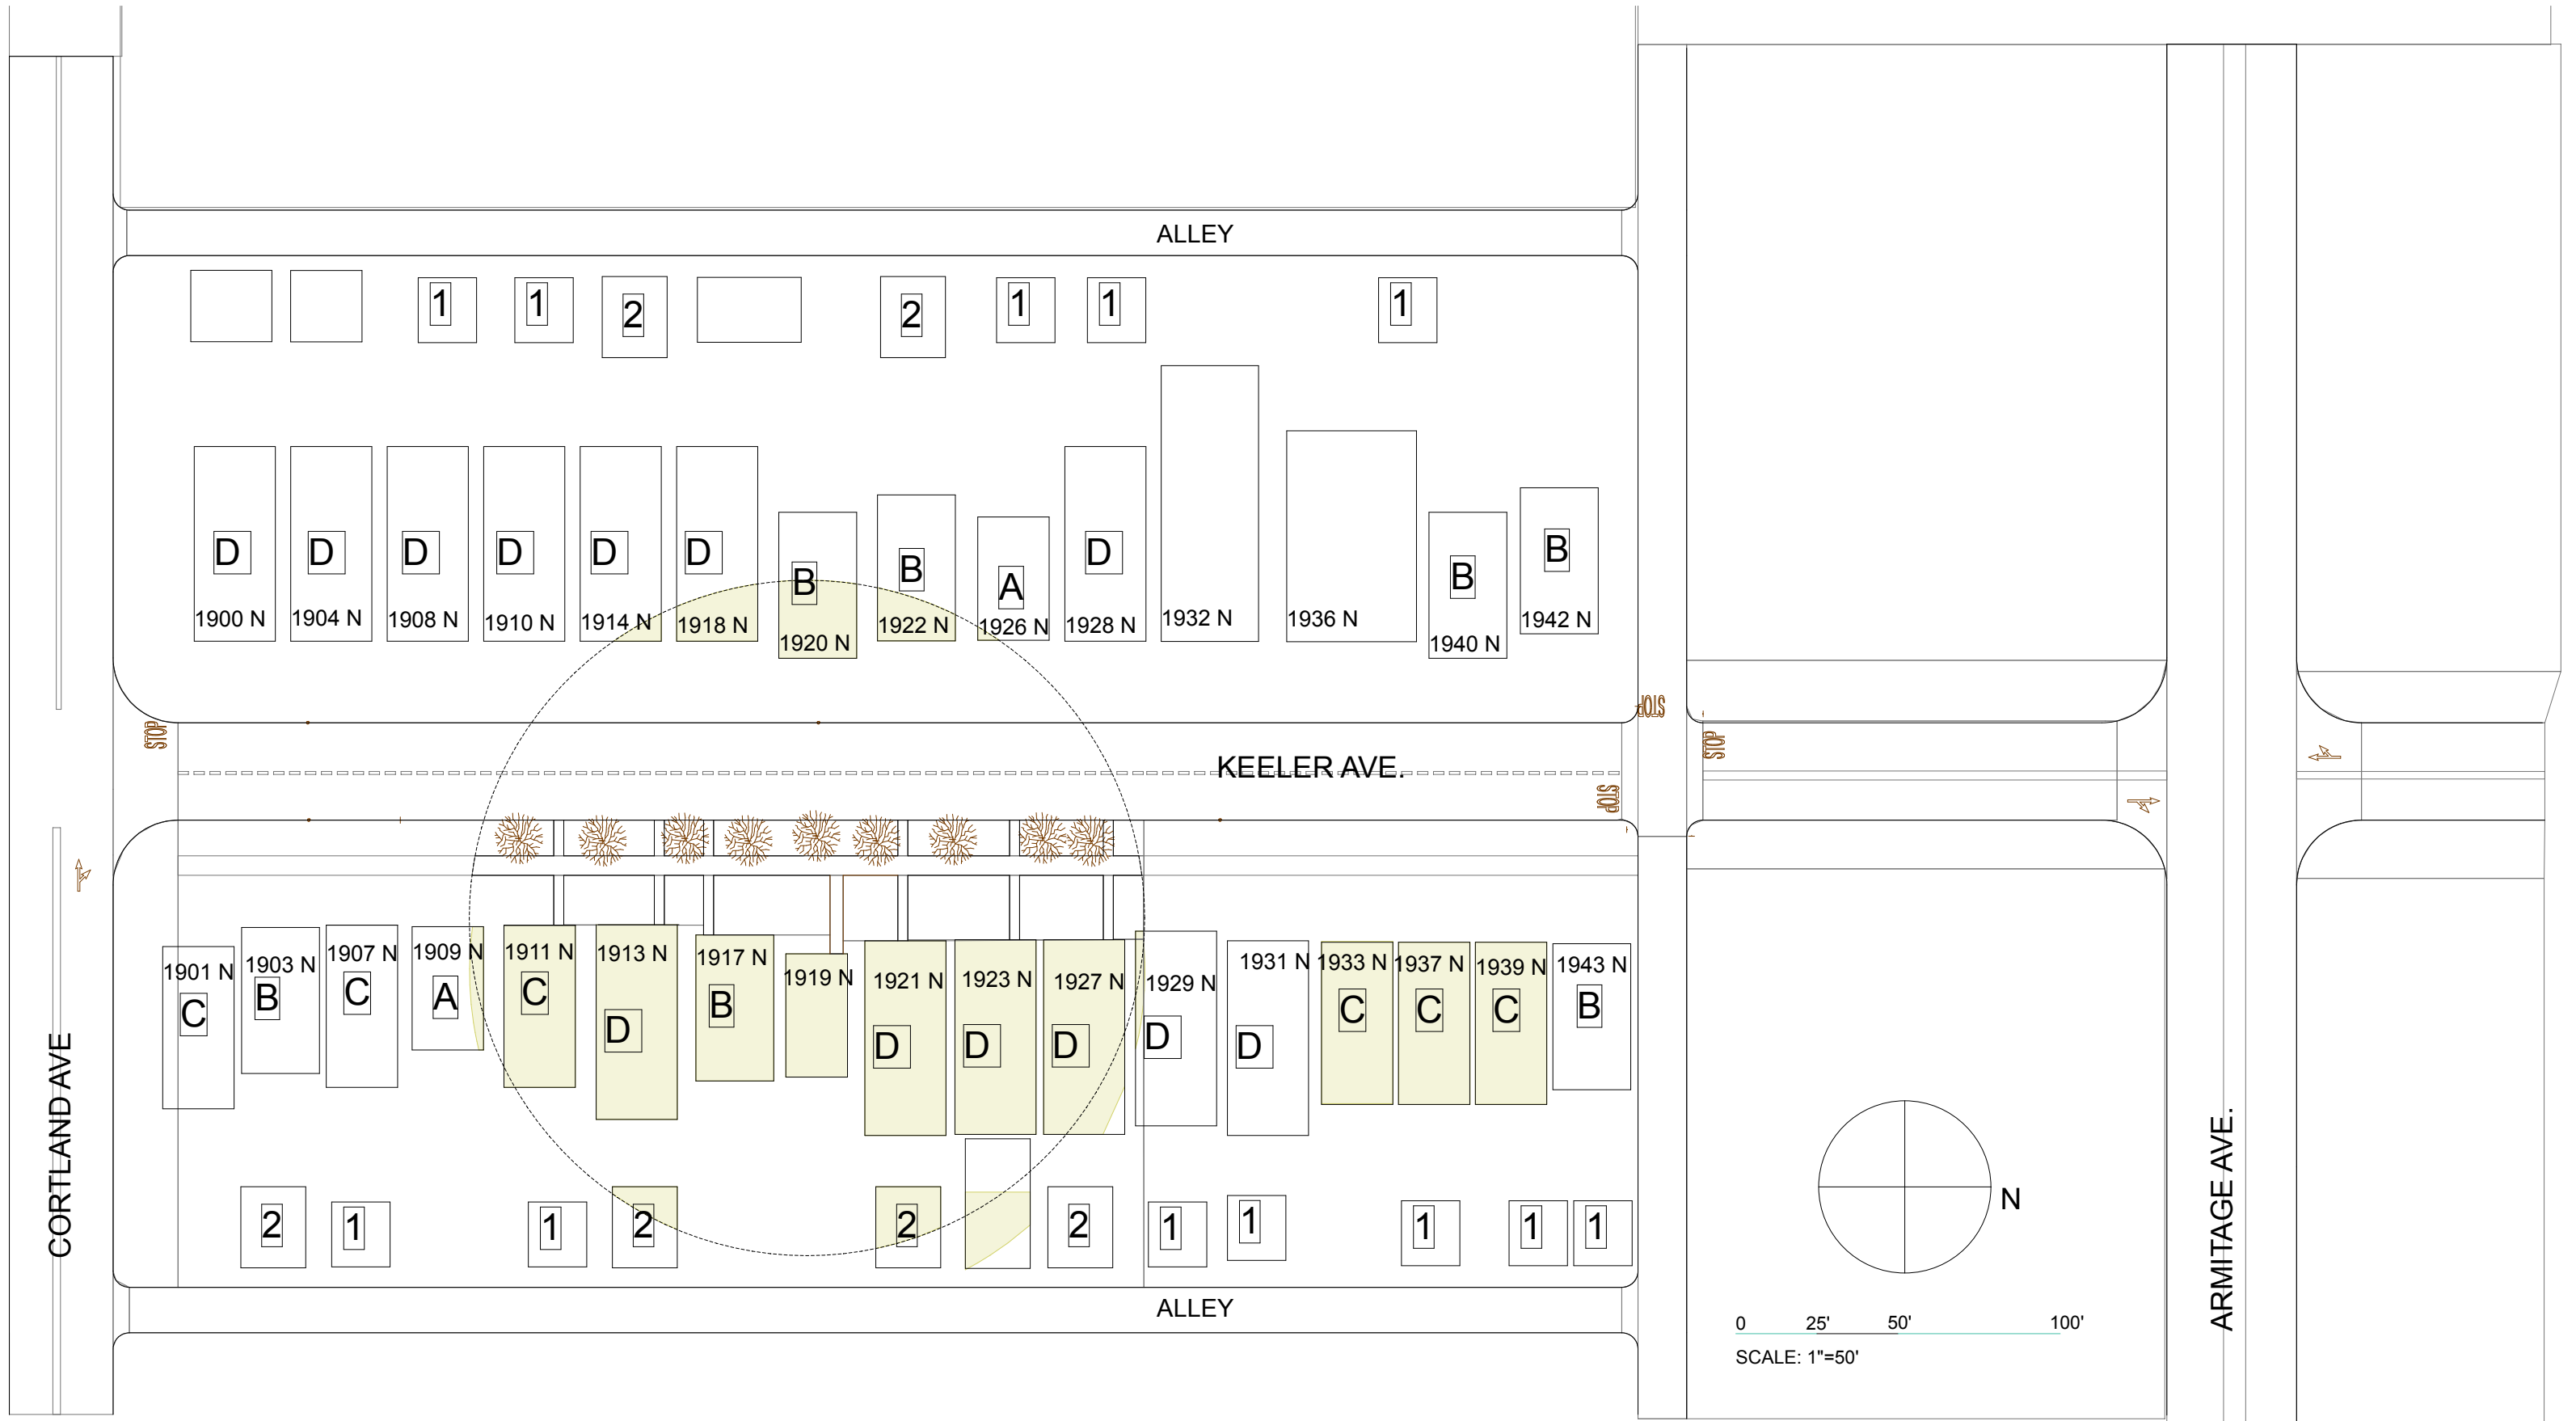 ALLEY
1
1
2
2
1
1
1
D
D
D
D
D
D
B
B
A
D
B
B
1900 N
1904 N
1908 N
1910 N
1914 N
1918 N
1920 N
1922 N
1926 N
1928 N
1932 N
1936 N
1940 N
1942 N
STOP
STOP
STOP
KEELER AVE.
STOP
1901 N
1903 N
1907 N
1909 N
1911 N
1913 N
1917 N
1919 N
1921 N
1923 N
1927 N
1929 N
1931 N
1933 N
1937 N
1939 N
1943 N
C
B
C
A
C
D
B
D
D
D
D
D
C
C
C
B
2
1
1
2
2
2
1
1
1
1
1
ALLEY
CORTLAND AVE
ARMITAGE AVE.
N
0 25' 50' 100'
SCALE: 1"=50'